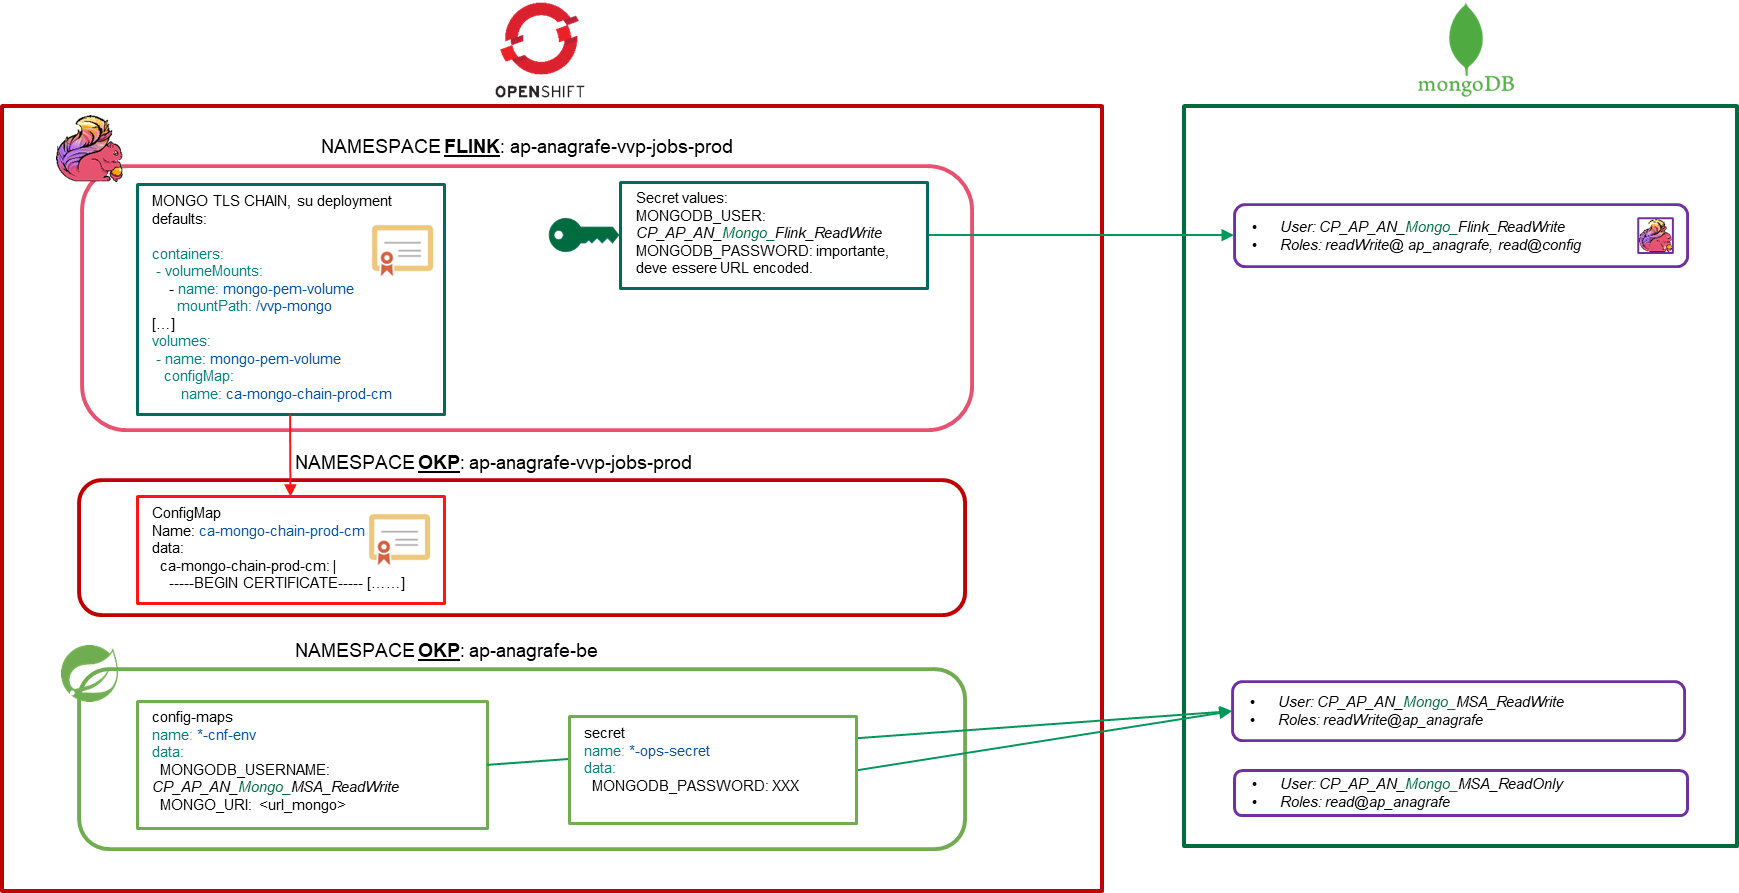 OPENSHIFT
mongoDB
NAMESPACE FLINK: ap-anagrafe-vvp-jobs-prod
MONGO TLS CHAIN, su deployment
defaults:
containers:
- volumeMounts:
- name: mongo-pem-volume
mountPath: /vvp-mongo
[…]
volumes:
- name: mongo-pem-volume
configMap:
name: ca-mongo-chain-prod-cm
Secret values:
MONGODB_USER:
CP_AP_AN_Mongo_Flink_ReadWrite
MONGODB_PASSWORD: importante,
deve essere URL encoded.
• User: CP_AP_AN_Mongo_Flink_ReadWrite
• Roles: readWrite@ ap_anagrafe, read@config
NAMESPACE OKP: ap-anagrafe-vvp-jobs-prod
ConfigMap
Name: ca-mongo-chain-prod-cm
data:
ca-mongo-chain-prod-cm: |
-----BEGIN CERTIFICATE----- [……]
NAMESPACE OKP: ap-anagrafe-be
config-maps
name: *-cnf-env
data:
MONGODB_USERNAME:
CP_AP_AN_Mongo_MSA_ReadWrite
MONGO_URI: <url_mongo>
secret
name: *-ops-secret
data:
MONGODB_PASSWORD: XXX
• User: CP_AP_AN_Mongo_MSA_ReadWrite
• Roles: readWrite@ap_anagrafe
• User: CP_AP_AN_Mongo_MSA_ReadOnly
• Roles: read@ap_anagrafe